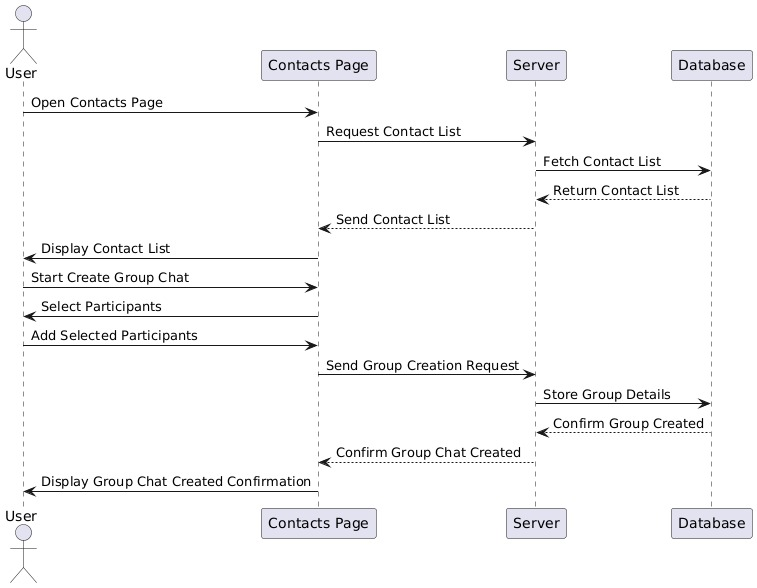 User
Contacts Page
Server
Database
Open Contacts Page
Request Contact List
Fetch Contact List
Return Contact List
Send Contact List
Display Contact List
Start Create Group Chat
Select Participants
Add Selected Participants
Send Group Creation Request
Store Group Details
Confirm Group Created
Confirm Group Chat Created
Display Group Chat Created Confirmation
User
Contacts Page
Server
Database